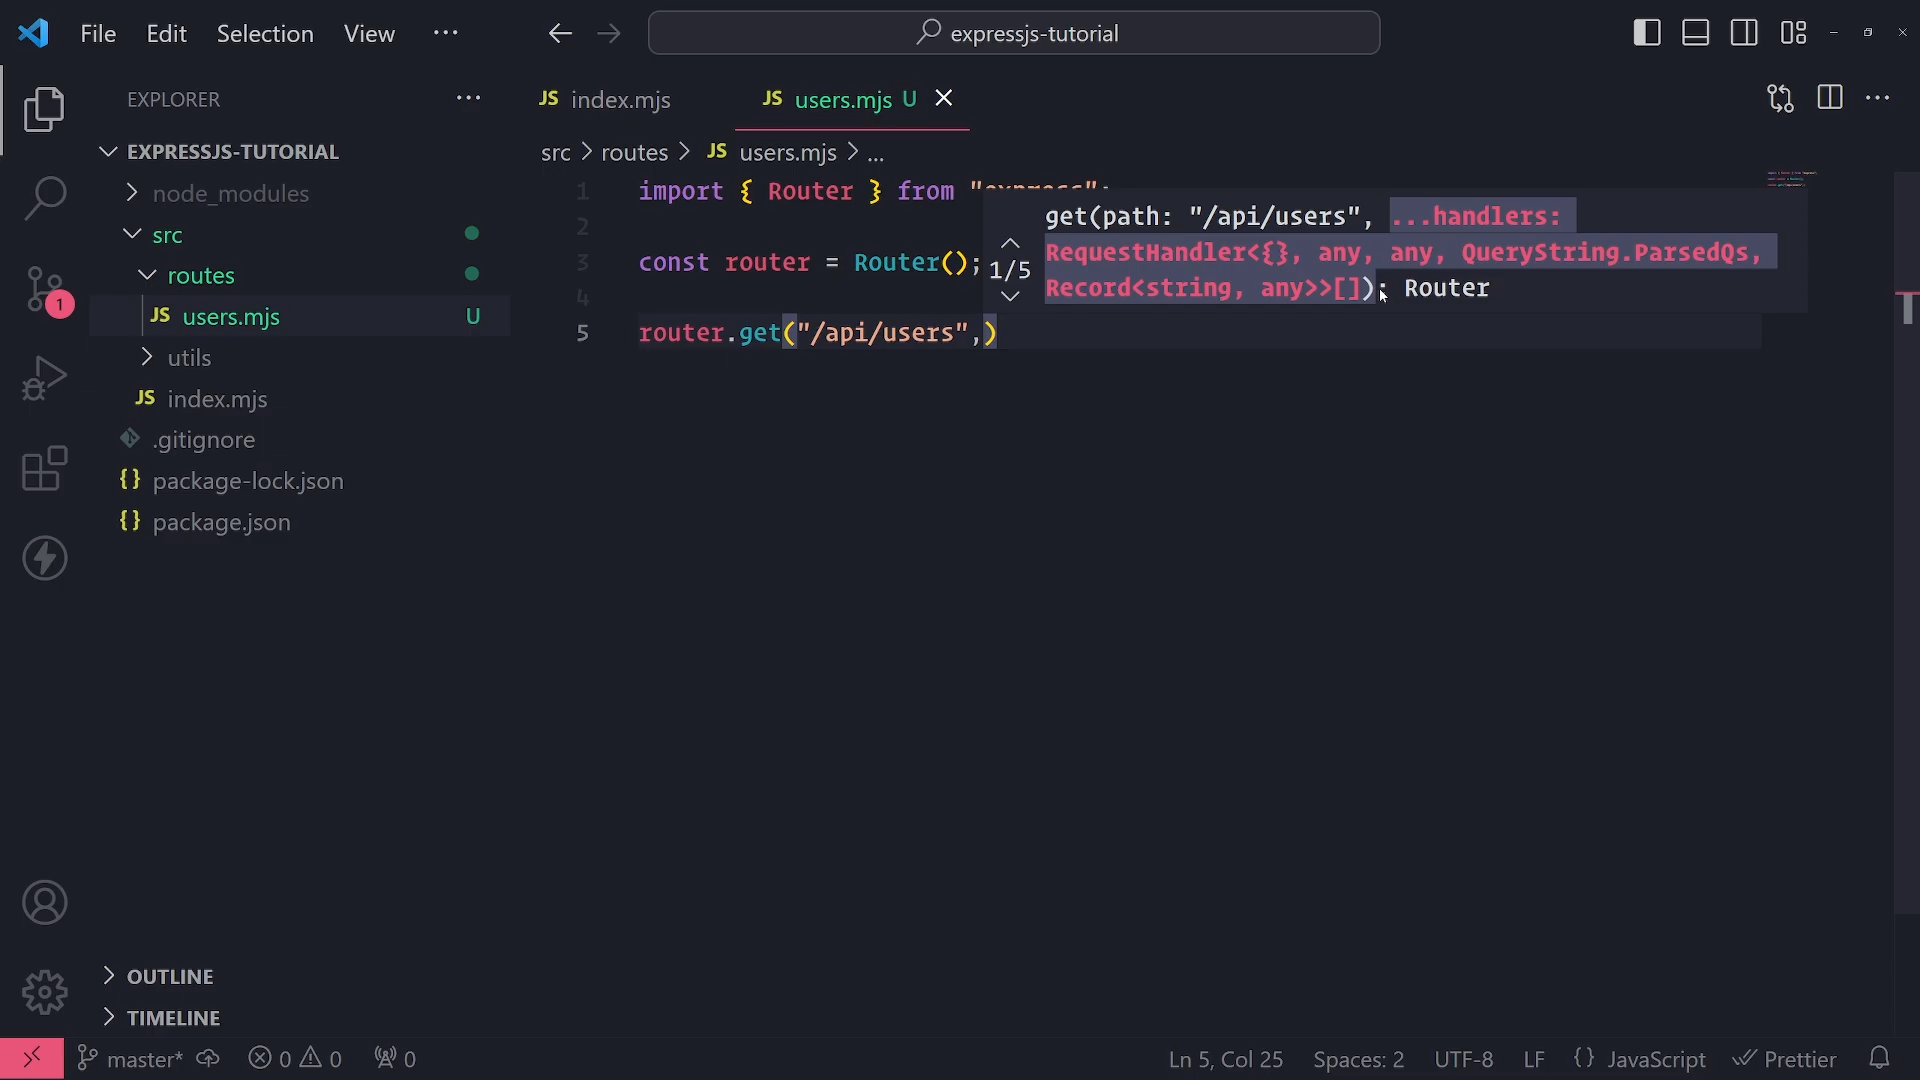 File Edit Selection View ...
expressjs-tutorial
EXPLORER ...
EXPRESSJS-TUTORIAL
node_modules
src
routes
JS users.mjs U
utils
JS index.mjs
.gitignore
{} package-lock.json
{} package.json
OUTLINE
TIMELINE
1
JS index.mjs
JS users.mjs U
src > routes > JS users.mjs > ...
1 import { Router } from "express";
2
3 const router = Router();
4
5 router.get("/api/users",)
1/5
get(path: "/api/users", ...handlers:
RequestHandler<{}, any, any, QueryString.ParsedQs,
Record<string, any>>[]): Router
master* 0 0 0
Ln 5, Col 25 Spaces: 2 UTF-8 LF {} JavaScript Prettier